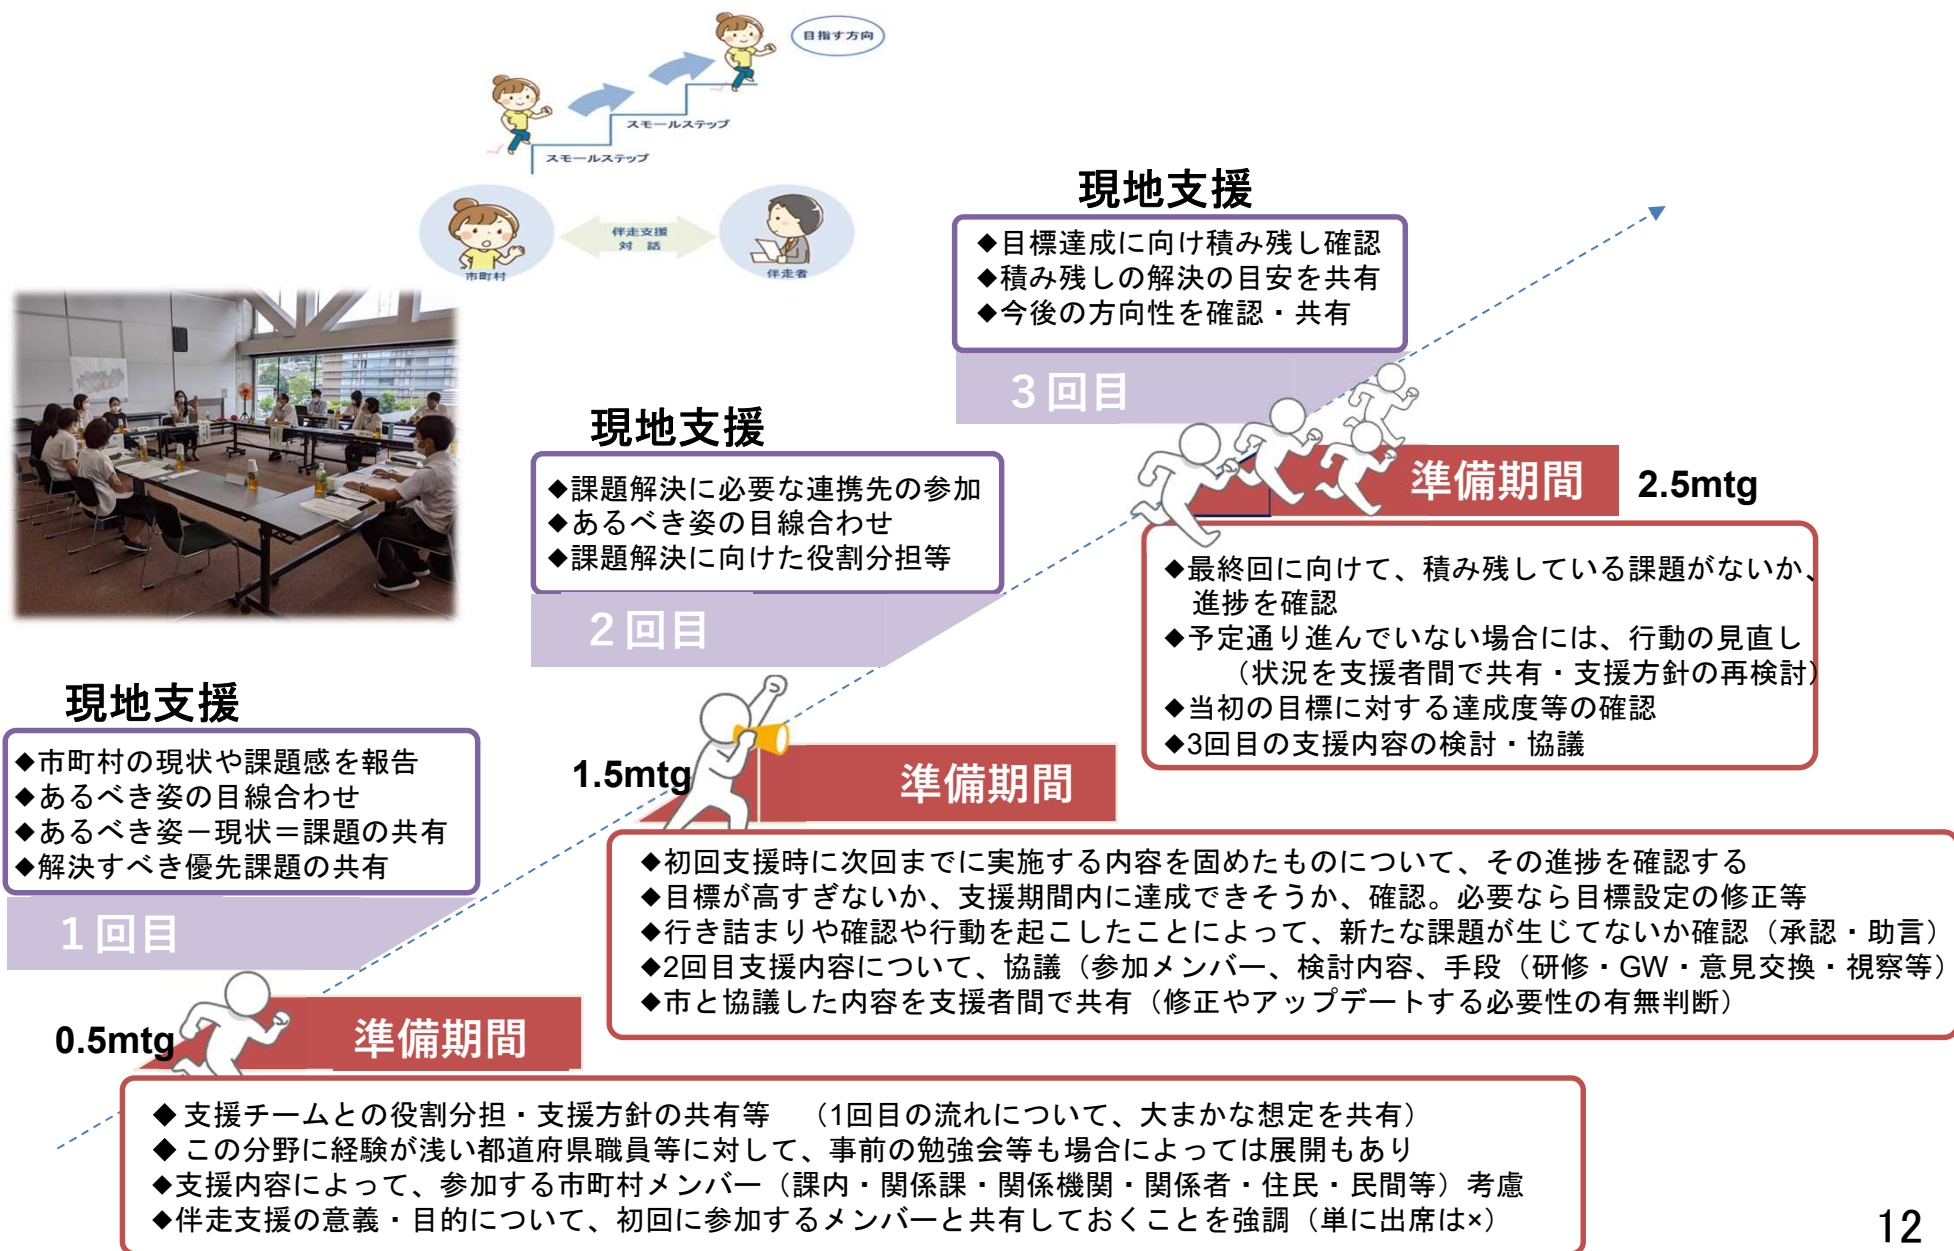 目指す方向
スモールステップ
スモールステップ
伴走支援
対 話
市町村
伴走者
現地支援
◆目標達成に向け積み残し確認
◆積み残しの解決の目安を共有
◆今後の方向性を確認・共有
3回目
準備期間
2.5mtg
◆最終回に向けて、積み残している課題がないか、
進捗を確認
◆予定通り進んでいない場合には、行動の見直し
（状況を支援者間で共有・支援方針の再検討）
◆当初の目標に対する達成度等の確認
◆3回目の支援内容の検討・協議
現地支援
◆課題解決に必要な連携先の参加
◆あるべき姿の目線合わせ
◆課題解決に向けた役割分担等
2回目
1.5mtg
準備期間
◆初回支援時に次回までに実施する内容を固めたものについて、その進捗を確認する
◆目標が高すぎないか、支援期間内に達成できそうか、確認。必要なら目標設定の修正等
◆行き詰まりや確認や行動を起こしたことによって、新たな課題が生じてないか確認（承認・助言）
◆2回目支援内容について、協議（参加メンバー、検討内容、手段（研修・GW・意見交換・視察等）
◆市と協議した内容を支援者間で共有（修正やアップデートする必要性の有無判断）
現地支援
◆市町村の現状や課題感を報告
◆あるべき姿の目線合わせ
◆あるべき姿－現状＝課題の共有
◆解決すべき優先課題の共有
1回目
0.5mtg
準備期間
◆ 支援チームとの役割分担・支援方針の共有等 （1回目の流れについて、大まかな想定を共有）
◆ この分野に経験が浅い都道府県職員等に対して、事前の勉強会等も場合によっては展開もあり
◆支援内容によって、参加する市町村メンバー（課内・関係課・関係機関・関係者・住民・民間等）考慮
◆伴走支援の意義・目的について、初回に参加するメンバーと共有しておくことを強調（単に出席は×）
12